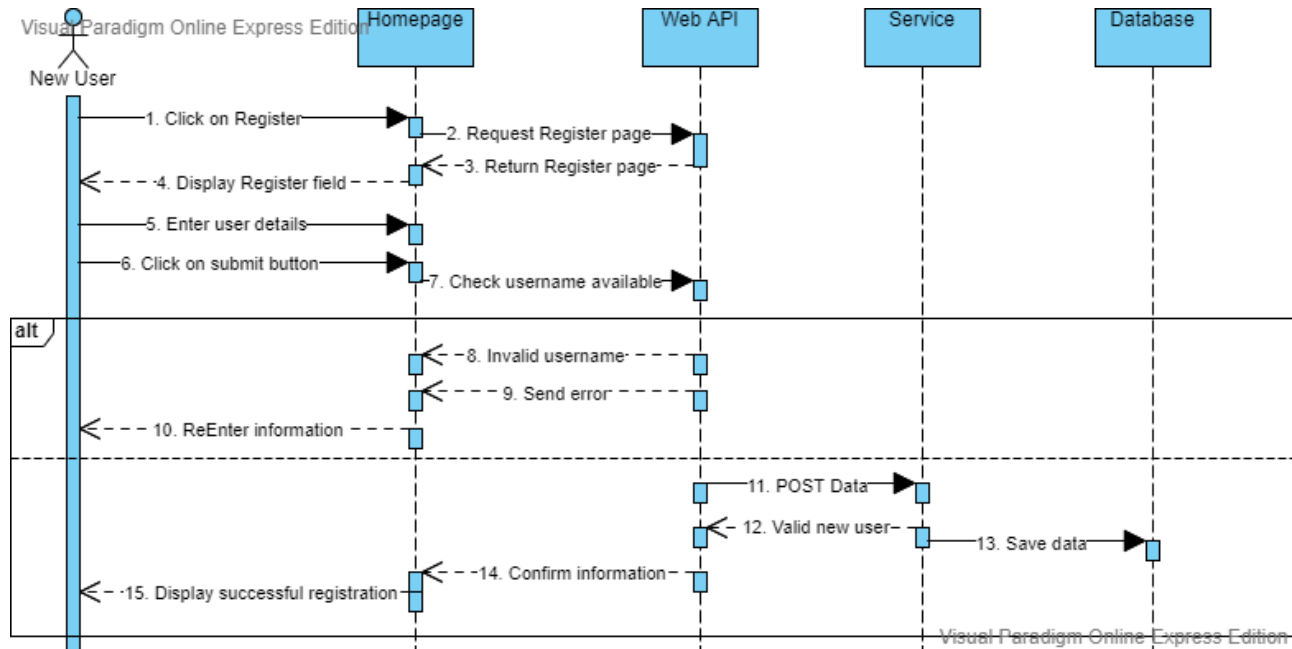 Visual Paradigm Online Express Edition
Homepage
Web API
Service
Database
New User
1. Click on Register
2. Request Register page
3. Return Register page
4. Display Register field
5. Enter user details
6. Click on submit button
7. Check username available
alt
8. Invalid username
9. Send error
10. ReEnter information
11. POST Data
12. Valid new user
13. Save data
14. Confirm information
15. Display successful registration
Visual Paradigm Online Express Edition